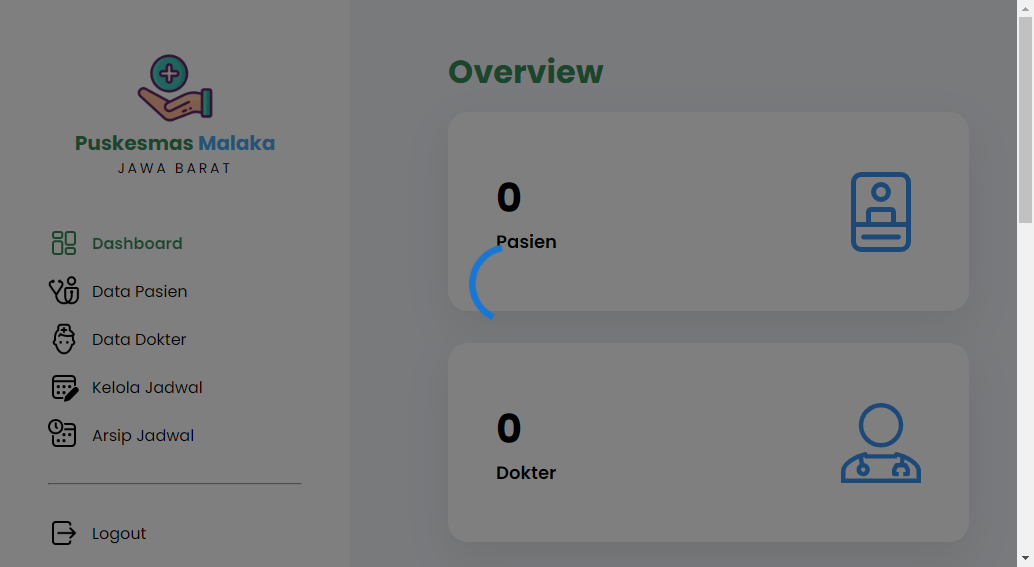 Puskesmas Malaka
JAWA BARAT
Dashboard
Data Pasien
Data Dokter
Kelola Jadwal
Arsip Jadwal
Logout
Overview
0
Pasien
0
Dokter